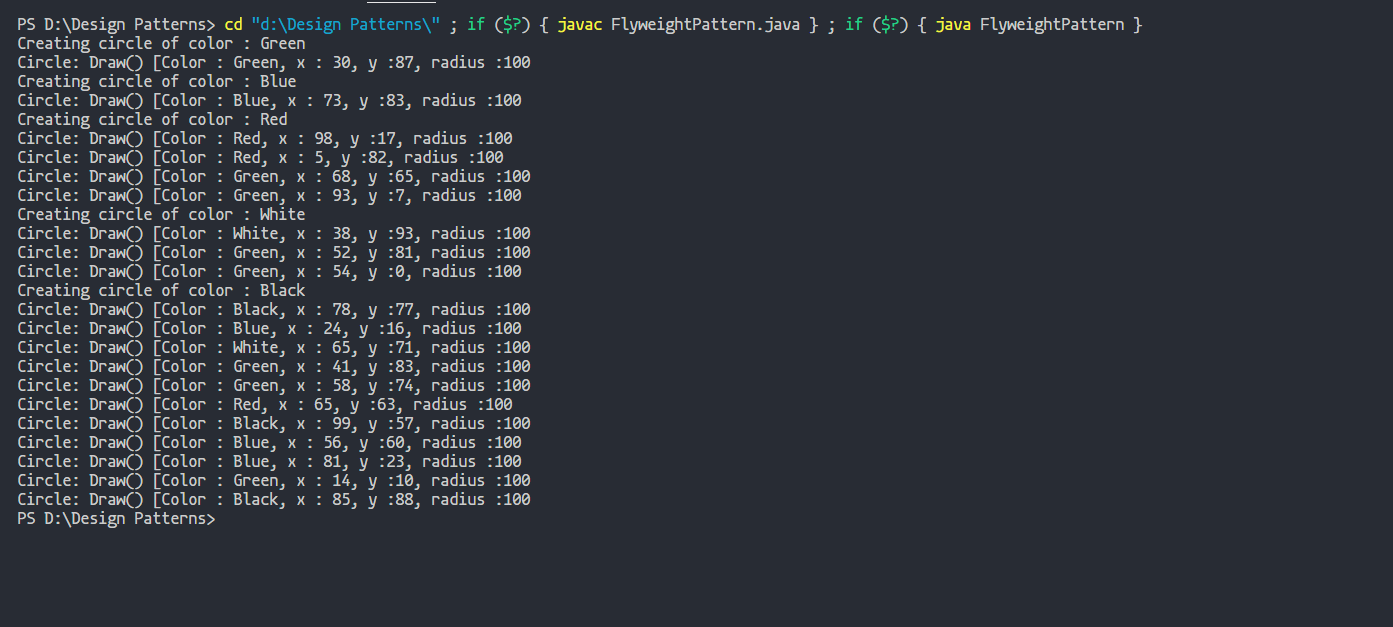 PS D:\Design Patterns> cd "d:\Design Patterns\" ; if ($?) { javac FlyweightPattern.java } ; if ($?) { java FlyweightPattern }
Creating circle of color : Green
Circle: Draw() [Color : Green, x : 30, y :87, radius :100
Creating circle of color : Blue
Circle: Draw() [Color : Blue, x : 73, y :83, radius :100
Creating circle of color : Red
Circle: Draw() [Color : Red, x : 98, y :17, radius :100
Circle: Draw() [Color : Red, x : 5, y :82, radius :100
Circle: Draw() [Color : Green, x : 68, y :65, radius :100
Circle: Draw() [Color : Green, x : 93, y :7, radius :100
Creating circle of color : White
Circle: Draw() [Color : White, x : 38, y :93, radius :100
Circle: Draw() [Color : Green, x : 52, y :81, radius :100
Circle: Draw() [Color : Green, x : 54, y :0, radius :100
Creating circle of color : Black
Circle: Draw() [Color : Black, x : 78, y :77, radius :100
Circle: Draw() [Color : Blue, x : 24, y :16, radius :100
Circle: Draw() [Color : White, x : 65, y :71, radius :100
Circle: Draw() [Color : Green, x : 41, y :83, radius :100
Circle: Draw() [Color : Green, x : 58, y :74, radius :100
Circle: Draw() [Color : Red, x : 65, y :63, radius :100
Circle: Draw() [Color : Black, x : 99, y :57, radius :100
Circle: Draw() [Color : Blue, x : 56, y :60, radius :100
Circle: Draw() [Color : Blue, x : 81, y :23, radius :100
Circle: Draw() [Color : Green, x : 14, y :10, radius :100
Circle: Draw() [Color : Black, x : 85, y :88, radius :100
PS D:\Design Patterns>